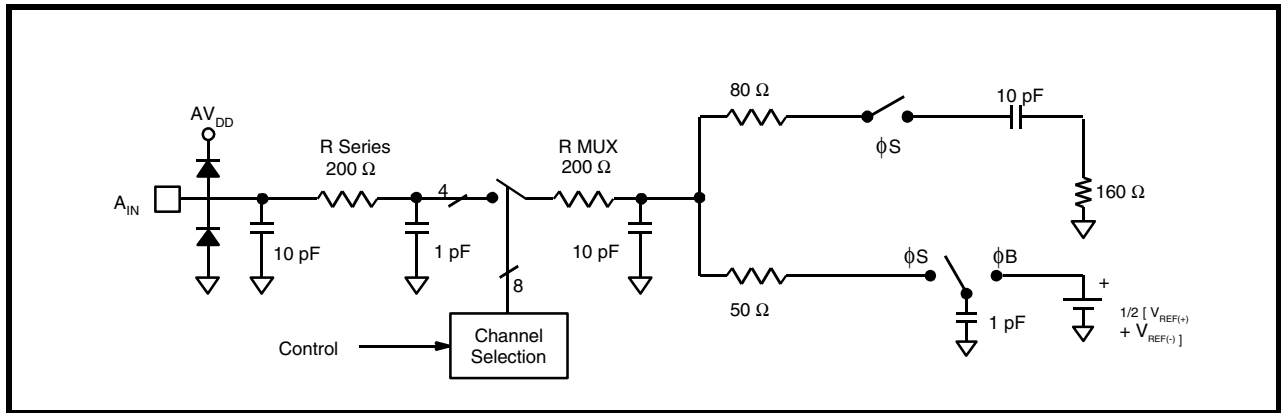 AVDD
AIN
10 pF
R Series
200 Ω
1 pF
4
8
Control
Channel
Selection
R MUX
200 Ω
10 pF
80 Ω
ϕS
10 pF
160 Ω
50 Ω
ϕS
ϕB
1 pF
+
1/2 [ VREF(+)
+ VREF(-) ]